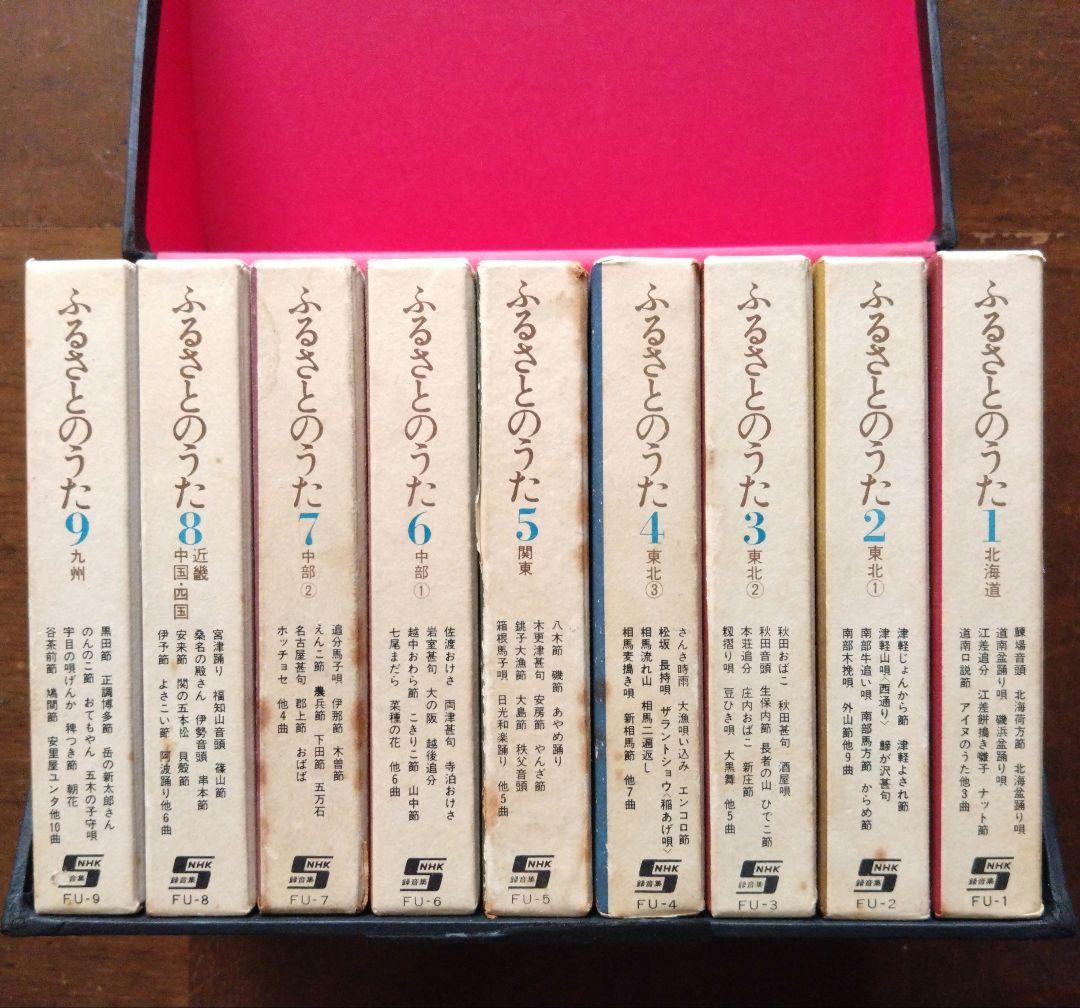 ふるさとのうた
1
北海道
鰊場音頭　北海荷方節　北海盆踊り唄
道南盆踊り唄　磯浜盆踊り唄
江差追分　江差餅搗き囃子　ナット節
道南口説節　アイヌのうた他3曲
NHK
録音集
FU-1
ふるさとのうた
2
東北①
津軽じょんから節　津軽よされ節
津軽山唄〈西通り〉　鰺が沢甚句
南部牛追い唄　南部馬方節　からめ節
南部木挽唄　外山節他9曲
NHK
録音集
FU-2
ふるさとのうた
3
東北②
秋田おばこ　秋田甚句　酒屋唄
秋田音頭　生保内節　長者の山　ひでこ節
本荘追分　庄内おばこ　新庄節
籾摺り唄　豆ひき唄　大黒舞　他5曲
NHK
録音集
FU-3
ふるさとのうた
4
東北③
さんさ時雨　大漁唄い込み　エンコロ節
松坂　長持唄　ザラントショウ〈稲あげ唄〉
相馬流れ山　相馬二遍返し
相馬麦搗き唄　新相馬節　他7曲
NHK
録音集
FU-4
ふるさとのうた
5
関東
八木節　磯節　あやめ踊り
木更津甚句　安房節　やんざ節
銚子大漁節　大島節　秩父音頭
箱根馬子唄　日光和楽踊り　他5曲
NHK
録音集
FU-5
ふるさとのうた
6
中部①
佐渡おけさ　両津甚句　寺泊おけさ
岩室甚句　大の阪　越後追分
越中おわら節　こきりこ節　山中節
七尾まだら　菜種の花　他6曲
NHK
録音集
FU-6
ふるさとのうた
7
中部②
追分馬子唄　伊那節　木曽節
えんこ節　農兵節　下田節　五万石
名古屋甚句　郡上節　おばば
ホッチョセ　他4曲
NHK
録音集
FU-7
ふるさとのうた
8
近畿
中国・四国
宮津踊り　福知山音頭　篠山節
桑名の殿さん　伊勢音頭　串本節
安来節　関の五本松　貝殻節
伊予節　よさこい節　阿波踊り他6曲
NHK
録音集
FU-8
ふるさとのうた
9
九州
黒田節　正調博多節　岳の新太郎さん
のんのこ節　おてもやん　五木の子守唄
宇目の唄げんか　稗つき節　朝花
谷茶前節　鳩間節　安里屋ユンタ他10曲
NHK
音集
FU-9